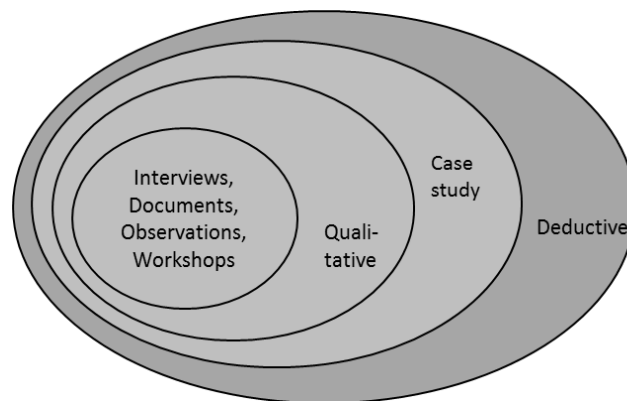 Interviews,
Documents,
Observations,
Workshops
Quali-
tative
Case
study
Deductive